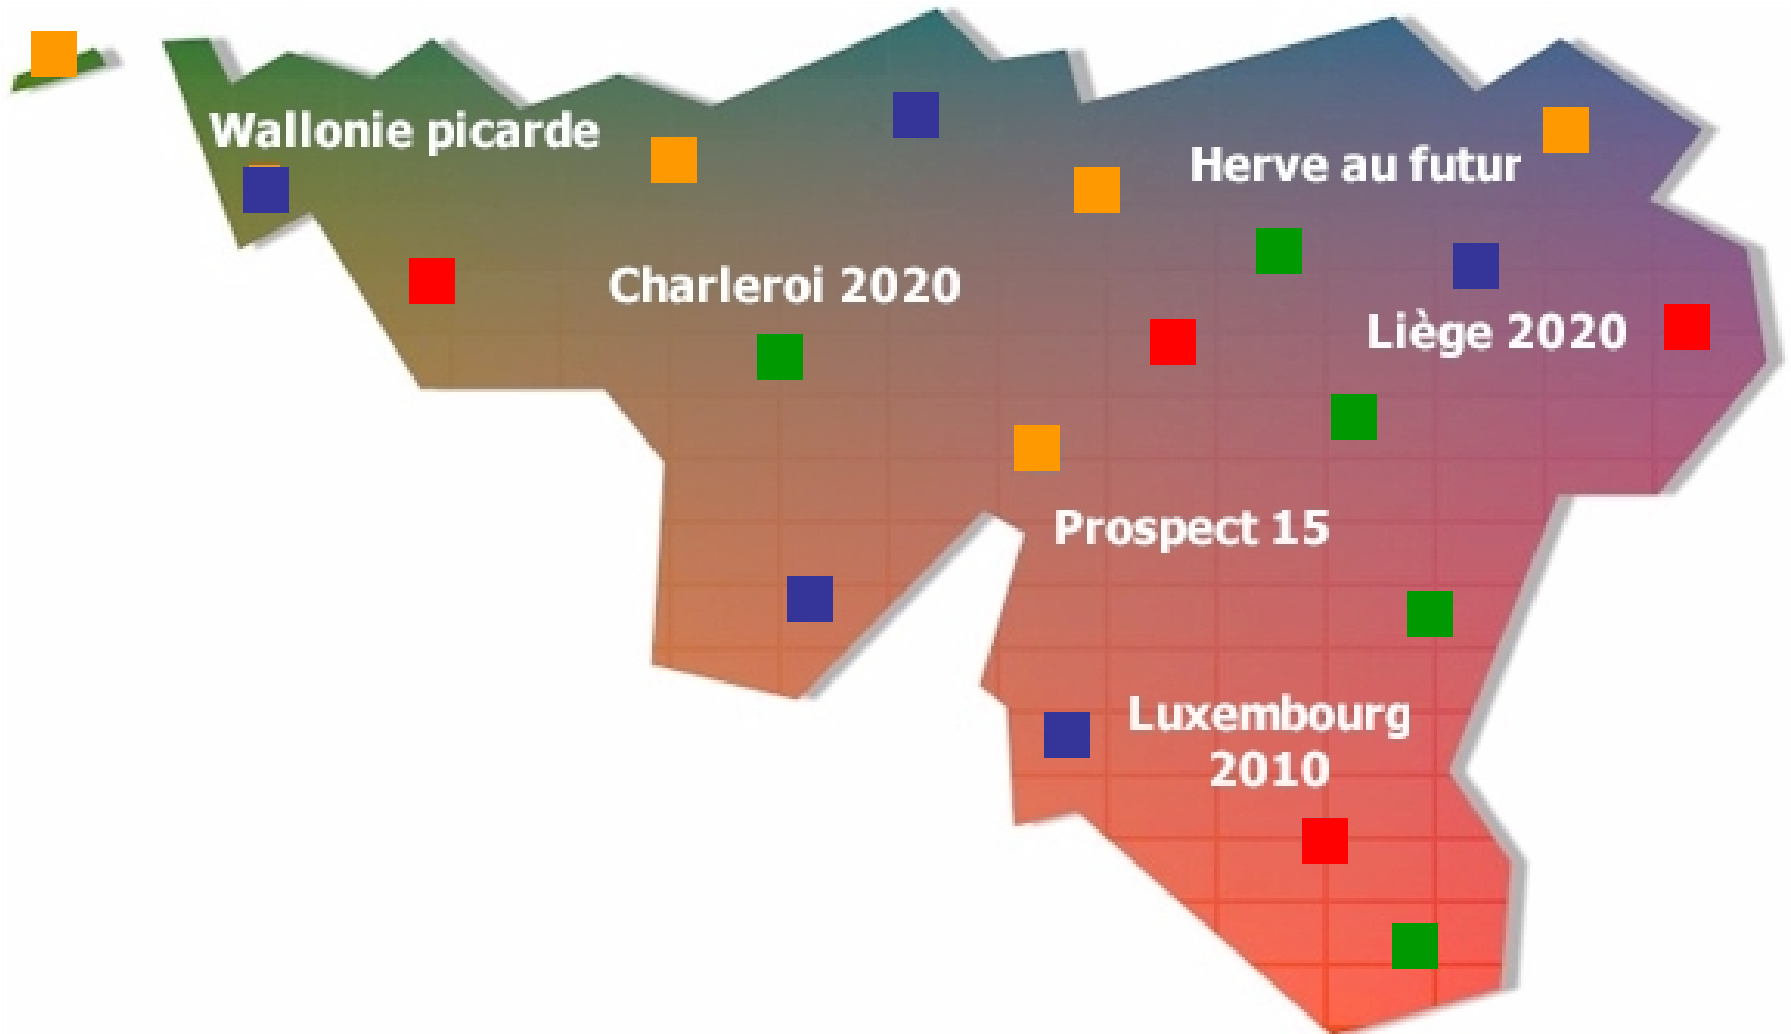 Wallonie picarde
Herve au futur
Charleroi 2020
Liège 2020
Prospect 15
Luxembourg
2010